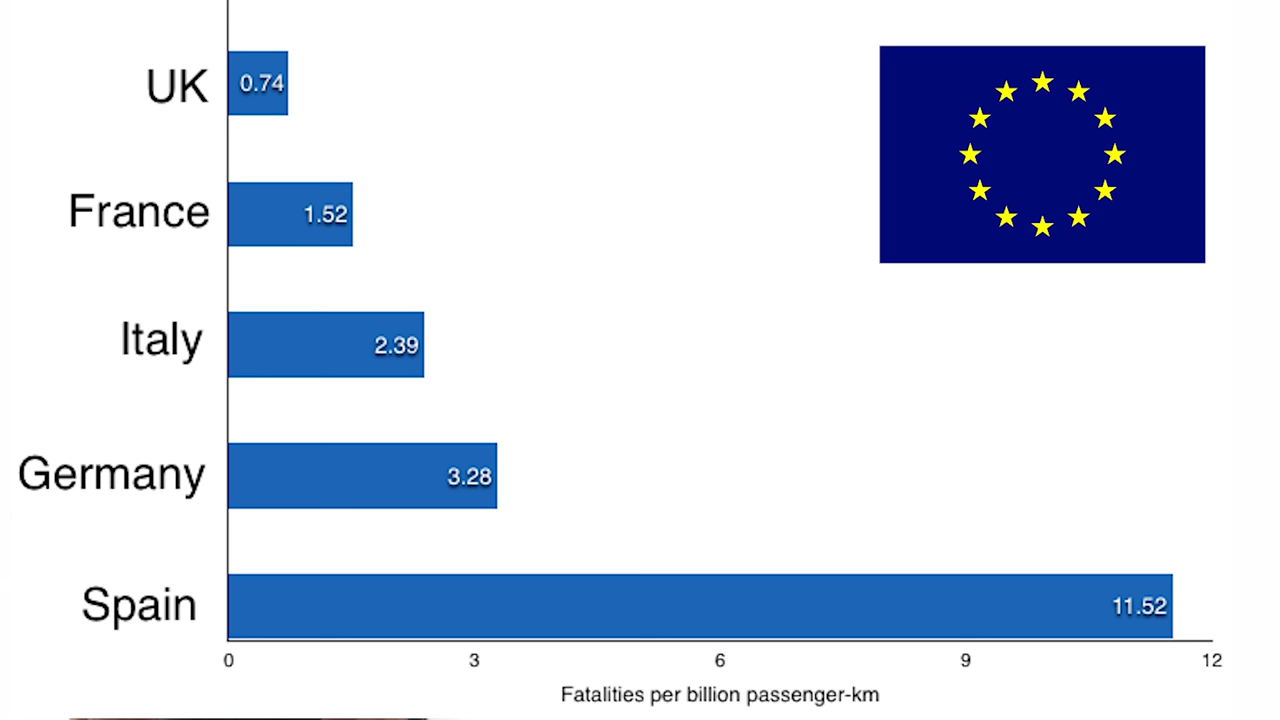 UK 0.74
France 1.52
Italy 2.39
Germany 3.28
Spain 11.52
0 3 6 9 12
Fatalities per billion passenger-km